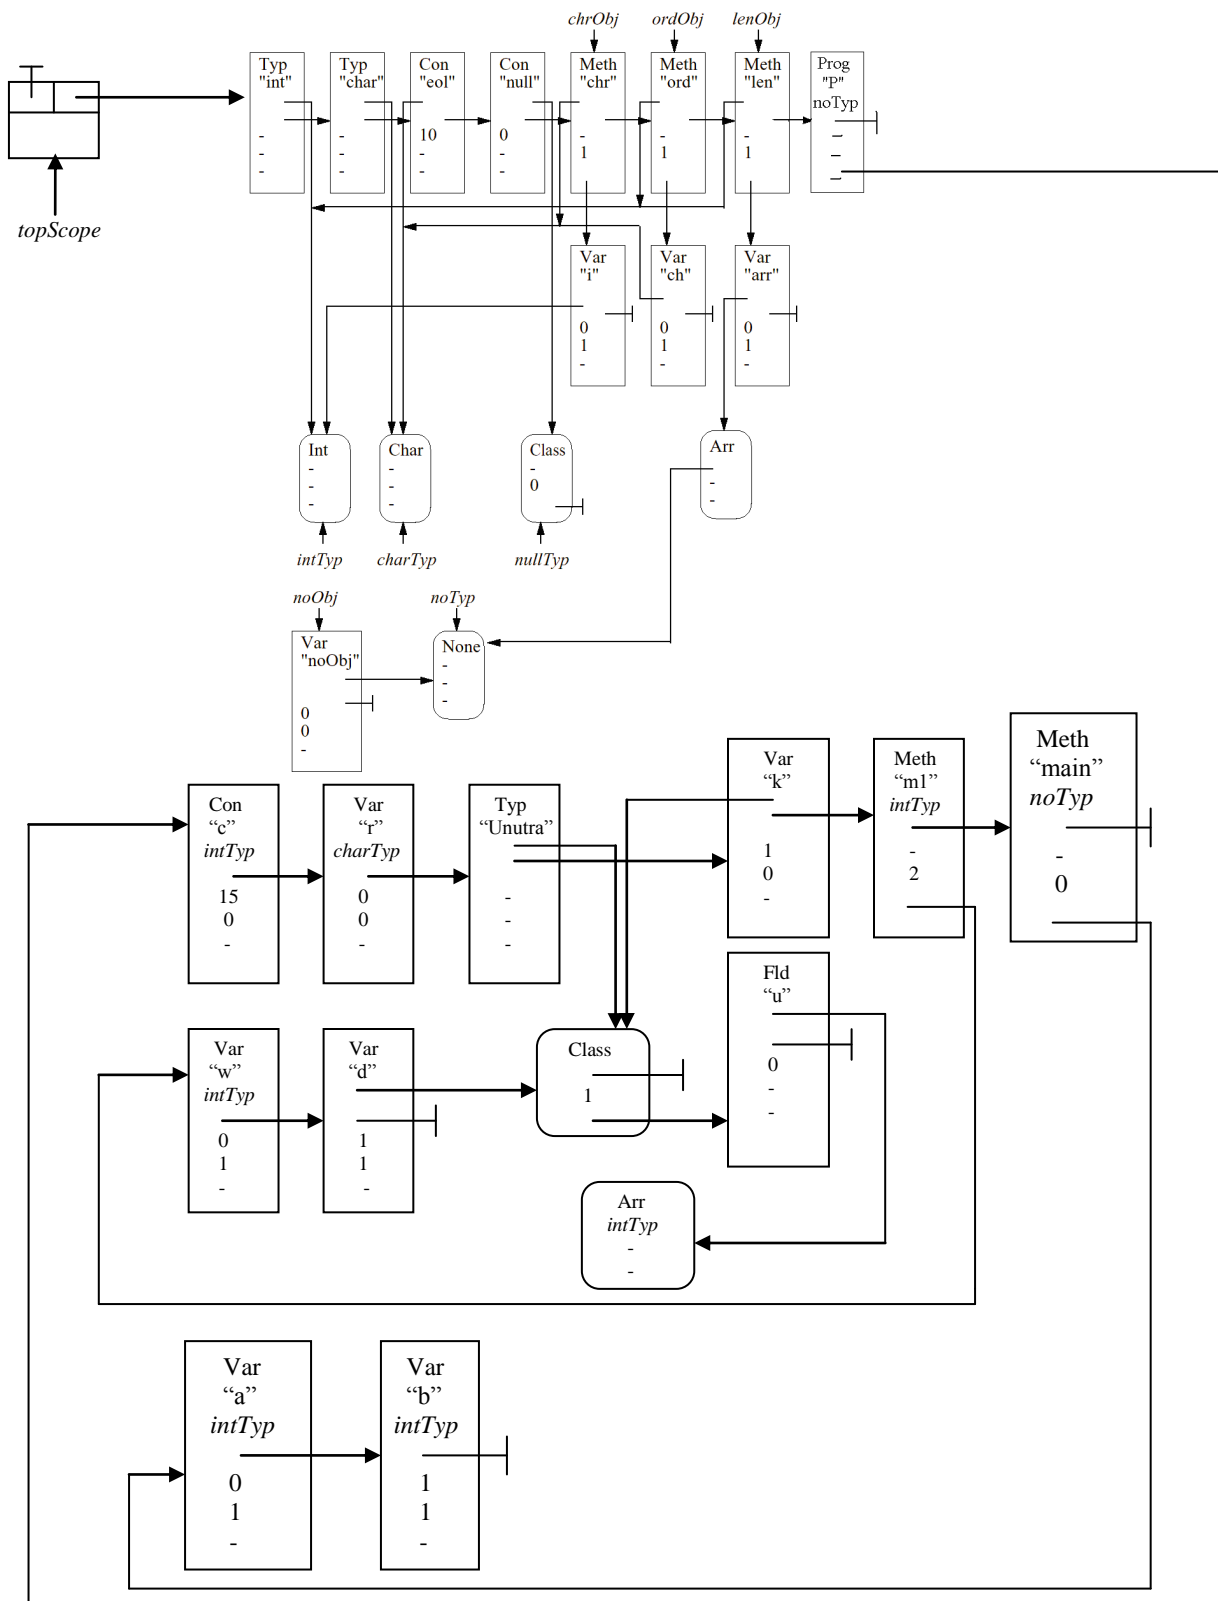 chrObj ordObj lenObj
Typ
"int"
-
-
-
Typ
"char"
-
-
-
Con
"eol"
10
-
-
Con
"null"
0
-
-
Meth
"chr"
-
1
Meth
"ord"
-
1
Meth
"len"
-
1
Prog
"P"
noTyp
-
-
-
topScope
Var
"i"
0
1
-
Var
"ch"
0
1
-
Var
"arr"
0
1
-
Int
-
-
-
Char
-
-
-
Class
-
0
Arr
-
-
intTyp charTyp nullTyp
noObj noTyp
Var
"noObj"
0
0
-
None
-
-
-
Con
“c”
intTyp
15
0
-
Var
“r”
charTyp
0
0
-
Typ
“Unutra”
-
-
-
Var
“k”
1
0
-
Meth
“m1”
intTyp
-
2
Meth
“main”
noTyp
-
0
Var
“w”
intTyp
0
1
-
Var
“d”
1
1
-
Class
1
Fld
“u”
0
-
-
Arr
intTyp
-
-
Var
“a”
intTyp
0
1
-
Var
“b”
intTyp
1
1
-